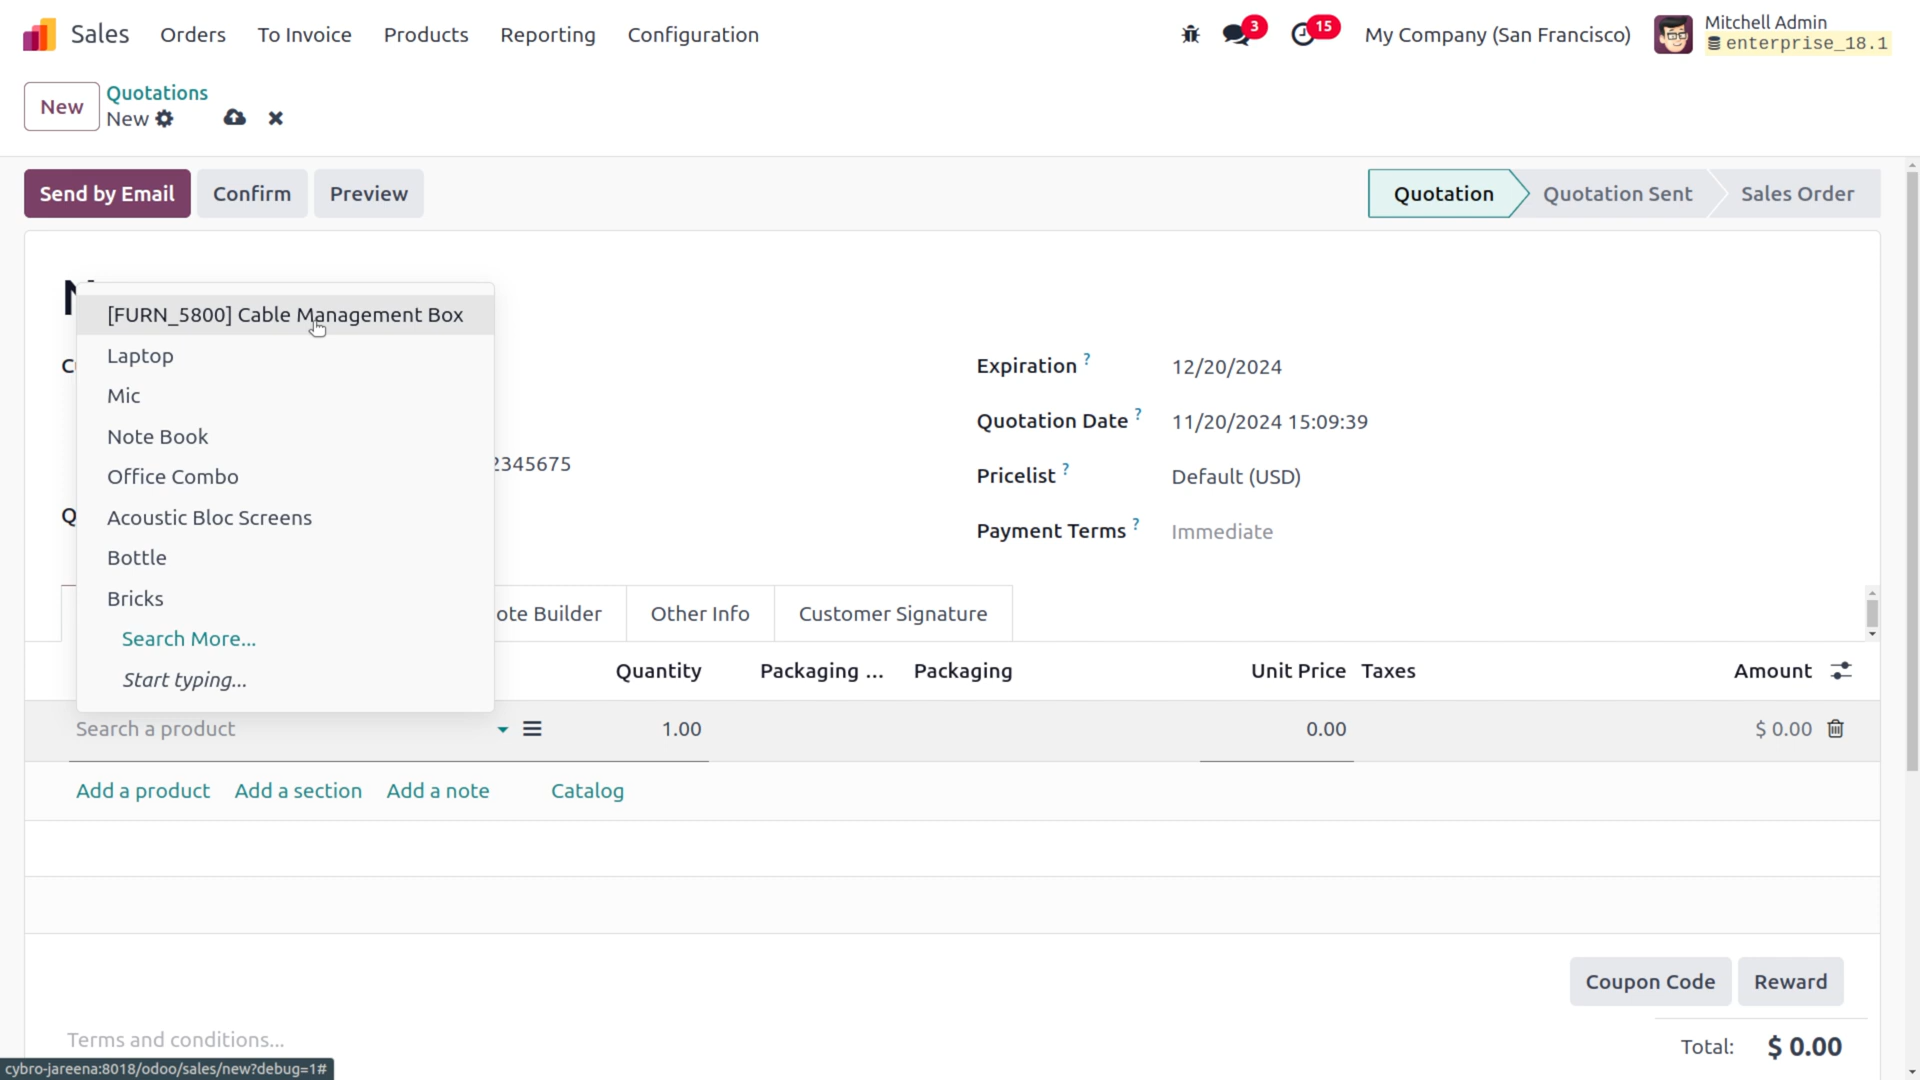 Sales Orders To Invoice Products Reporting Configuration 3 15 My Company (San Francisco) Mitchell Admin
enterprise_18.1
New Quotations
New
Send by Email Confirm Preview Quotation Quotation Sent Sales Order
[FURN_5800] Cable Management Box
Laptop
Mic
Note Book
Office Combo
Acoustic Bloc Screens
Bottle
Bricks
Search More...
Start typing...
Expiration ? 12/20/2024
Quotation Date ? 11/20/2024 15:09:39
2345675
Pricelist ? Default (USD)
Payment Terms ? Immediate
ote Builder Other Info Customer Signature
Quantity Packaging ... Packaging Unit Price Taxes Amount
Search a product 1.00 0.00 $ 0.00
Add a product Add a section Add a note Catalog
Coupon Code Reward
Terms and conditions...
Total: $ 0.00
cybro-jareena:8018/odoo/sales/new?debug=1#